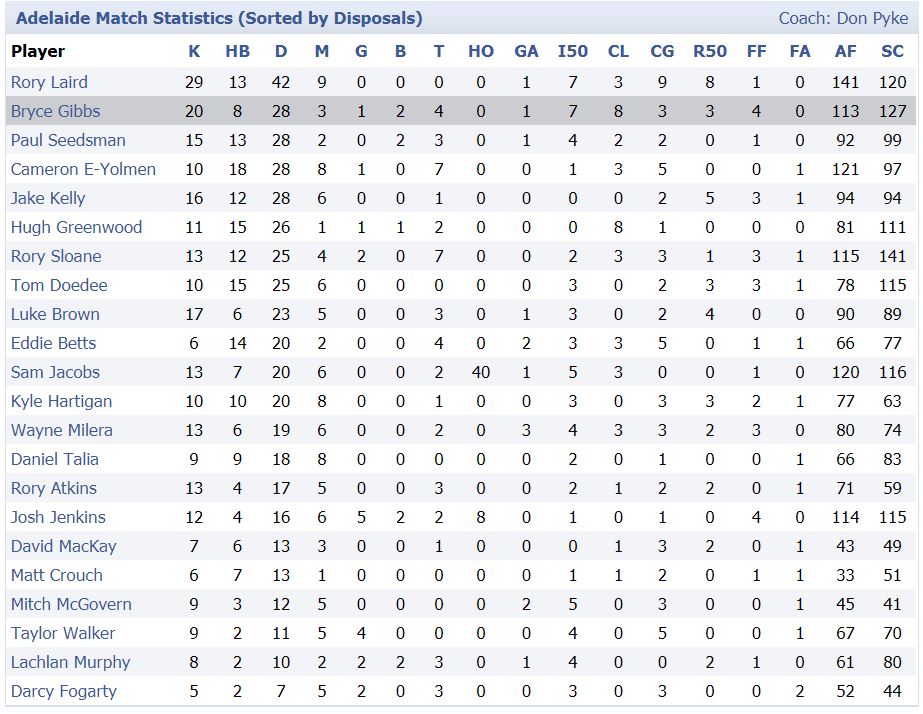 Adelaide Match Statistics (Sorted by Disposals) Coach: Don Pyke
Player K HB D M G B T HO GA I50 CL CG R50 FF FA AF SC
Rory Laird 29 13 42 9 0 0 0 0 1 7 3 9 8 1 0 141 120
Bryce Gibbs 20 8 28 3 1 2 4 0 1 7 8 3 3 4 0 113 127
Paul Seedsman 15 13 28 2 0 2 3 0 1 4 2 2 0 1 0 92 99
Cameron E-Yolmen 10 18 28 8 1 0 7 0 0 1 3 5 0 0 1 121 97
Jake Kelly 16 12 28 6 0 0 1 0 0 0 0 2 5 3 1 94 94
Hugh Greenwood 11 15 26 1 1 1 2 0 0 0 8 1 0 0 0 81 111
Rory Sloane 13 12 25 4 2 0 7 0 0 2 3 3 1 3 1 115 141
Tom Doedee 10 15 25 6 0 0 0 0 0 3 0 2 3 3 1 78 115
Luke Brown 17 6 23 5 0 0 3 0 1 3 0 2 4 0 0 90 89
Eddie Betts 6 14 20 2 0 0 4 0 2 3 3 5 0 1 1 66 77
Sam Jacobs 13 7 20 6 0 0 2 40 1 5 3 0 0 1 0 120 116
Kyle Hartigan 10 10 20 8 0 0 1 0 0 3 0 3 3 2 1 77 63
Wayne Milera 13 6 19 6 0 0 2 0 3 4 3 3 2 3 0 80 74
Daniel Talia 9 9 18 8 0 0 0 0 0 2 0 1 0 0 1 66 83
Rory Atkins 13 4 17 5 0 0 3 0 0 2 1 2 2 0 1 71 59
Josh Jenkins 12 4 16 6 5 2 2 8 0 1 0 1 0 4 0 114 115
David MacKay 7 6 13 3 0 0 1 0 0 0 1 3 2 0 1 43 49
Matt Crouch 6 7 13 1 0 0 0 0 0 1 1 2 0 1 1 33 51
Mitch McGovern 9 3 12 5 0 0 0 0 2 5 0 3 0 0 1 45 41
Taylor Walker 9 2 11 5 4 0 0 0 0 4 0 5 0 0 1 67 70
Lachlan Murphy 8 2 10 2 2 2 3 0 1 4 0 0 2 1 0 61 80
Darcy Fogarty 5 2 7 5 2 0 3 0 0 3 0 3 0 0 2 52 44